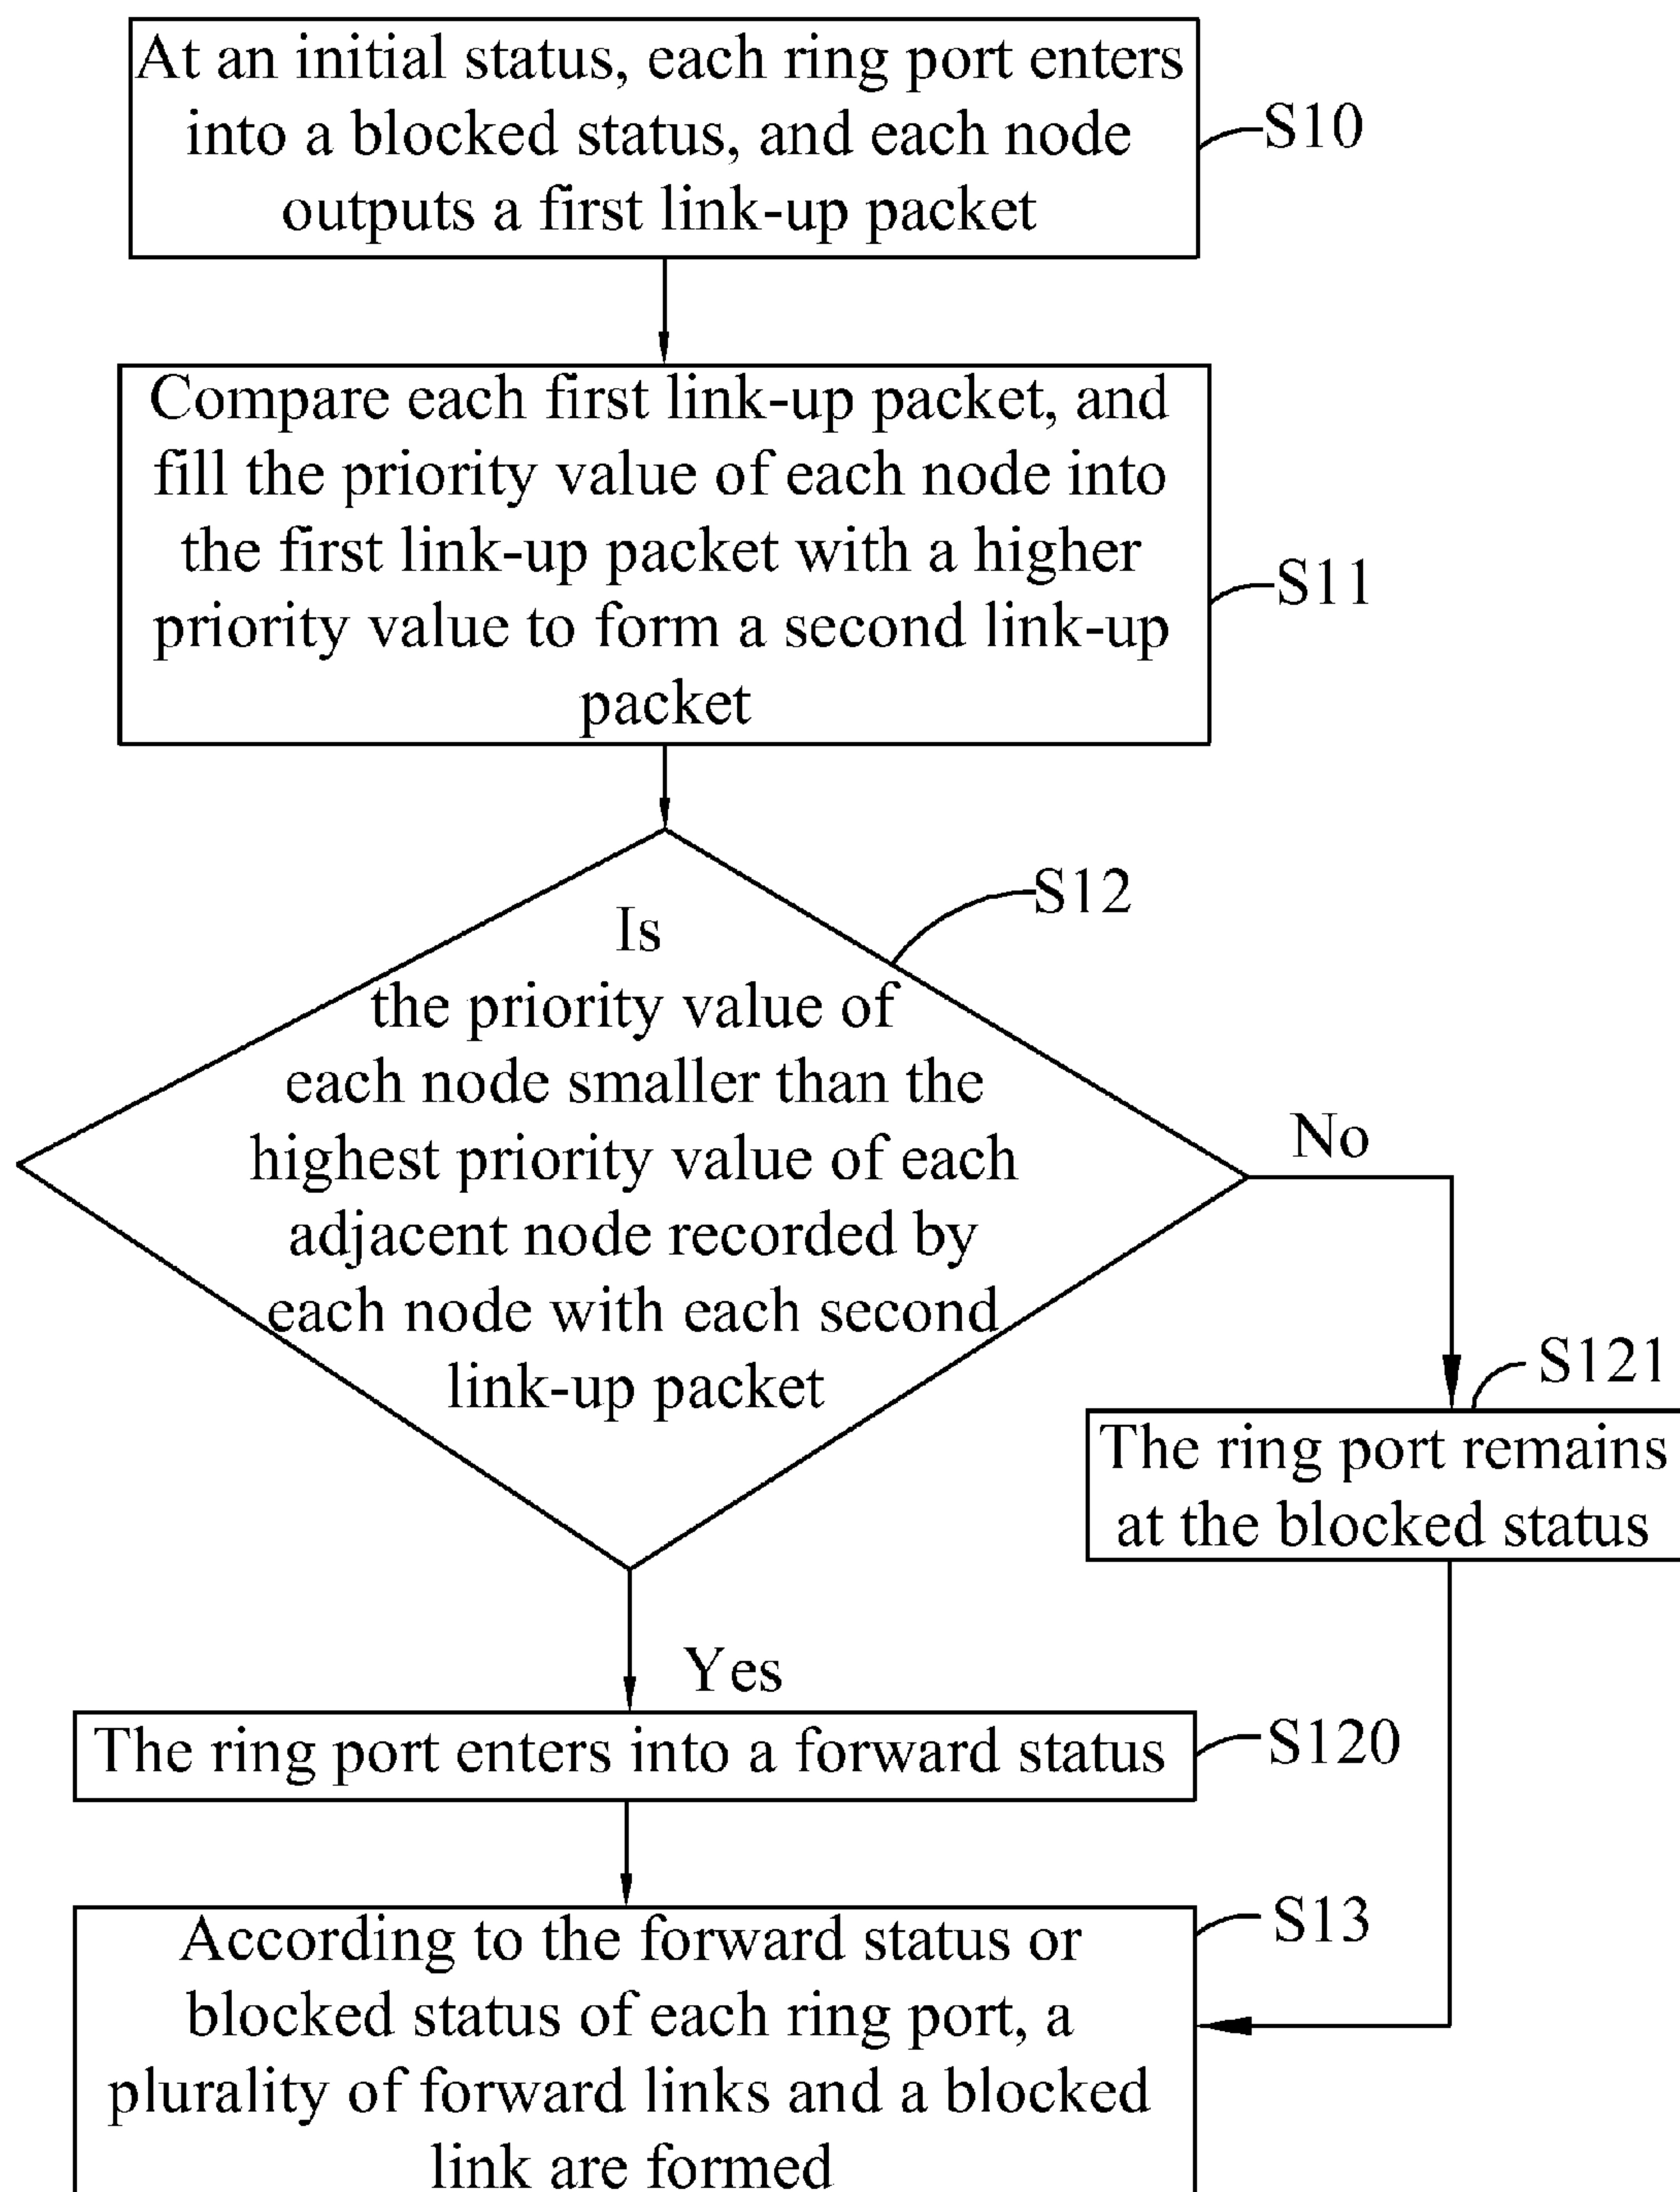 At an initial status, each ring port enters
into a blocked status, and each node
outputs a first link-up packet
S10
Compare each first link-up packet, and
fill the priority value of each node into
the first link-up packet with a higher
priority value to form a second link-up
packet
S11
S12
Is
the priority value of
each node smaller than the
highest priority value of each
adjacent node recorded by
each node with each second
link-up packet
No
S121
The ring port remains
at the blocked status
Yes
The ring port enters into a forward status
S120
S13
According to the forward status or
blocked status of each ring port, a
plurality of forward links and a blocked
link are formed